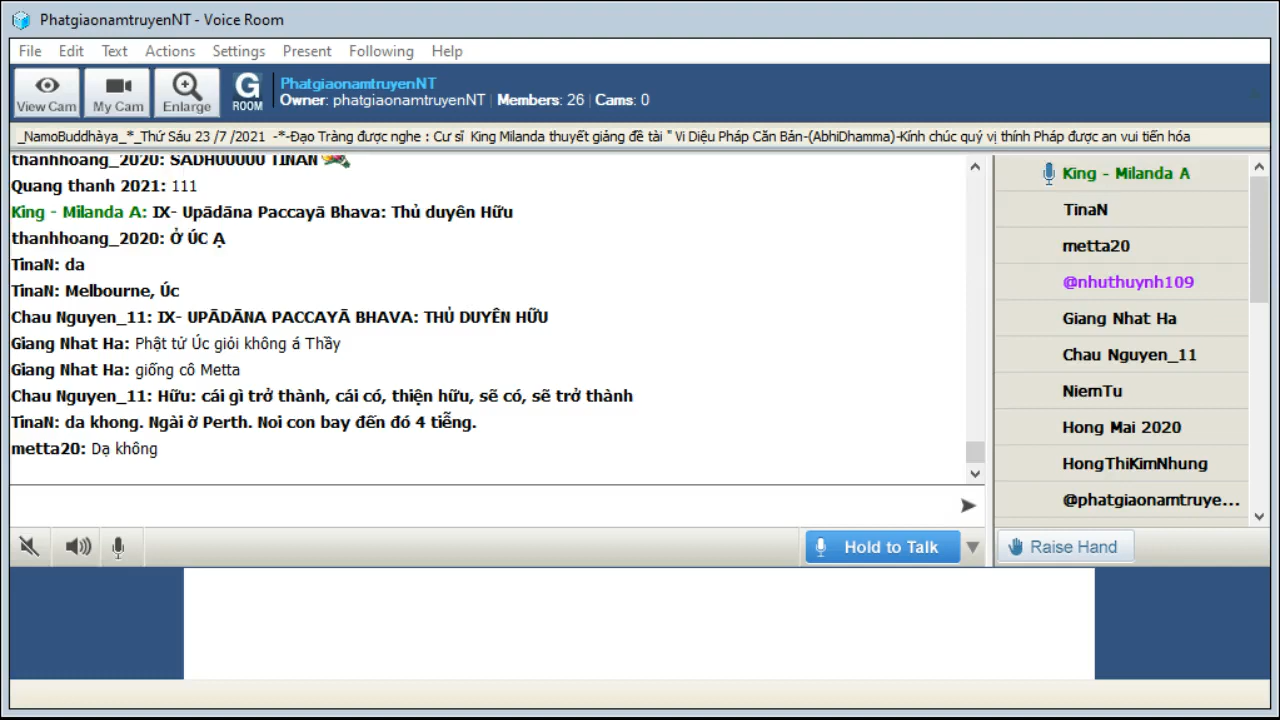 PhatgiaonamtruyenNT - Voice Room
File Edit Text Actions Settings Present Following Help
View Cam My Cam Enlarge G ROOM
PhatgiaonamtruyenNT
Owner: phatgiaonamtruyenNT | Members: 26 | Cams: 0
_NamoBuddhàya_*_Thứ Sáu 23 /7 /2021 -*-Đạo Tràng được nghe : Cư sĩ King Milanda thuyết giảng đề tài " Vi Diệu Pháp Căn Bản-(AbhiDhamma)-Kính chúc quý vị thính Pháp được an vui tiến hóa
thanhhoang_2020: SADHUUUUU TINAN
Quang thanh 2021: 111
King - Milanda A: IX- Upādāna Paccayā Bhava: Thủ duyên Hữu
thanhhoang_2020: Ở ÚC Ạ
TinaN: da
TinaN: Melbourne, Úc
Chau Nguyen_11: IX- UPĀDĀNA PACCAYĀ BHAVA: THỦ DUYÊN HỮU
Giang Nhat Ha: Phật tử Úc giỏi không á Thầy
Giang Nhat Ha: giống cô Metta
Chau Nguyen_11: Hữu: cái gì trở thành, cái có, thiện hữu, sẽ có, sẽ trở thành
TinaN: da khong. Ngài ở Perth. Noi con bay đến đó 4 tiễng.
metta20: Dạ không
King - Milanda A
TinaN
metta20
@nhuthuynh109
Giang Nhat Ha
Chau Nguyen_11
NiemTu
Hong Mai 2020
HongThiKimNhung
@phatgiaonamtruye...
Hold to Talk
Raise Hand